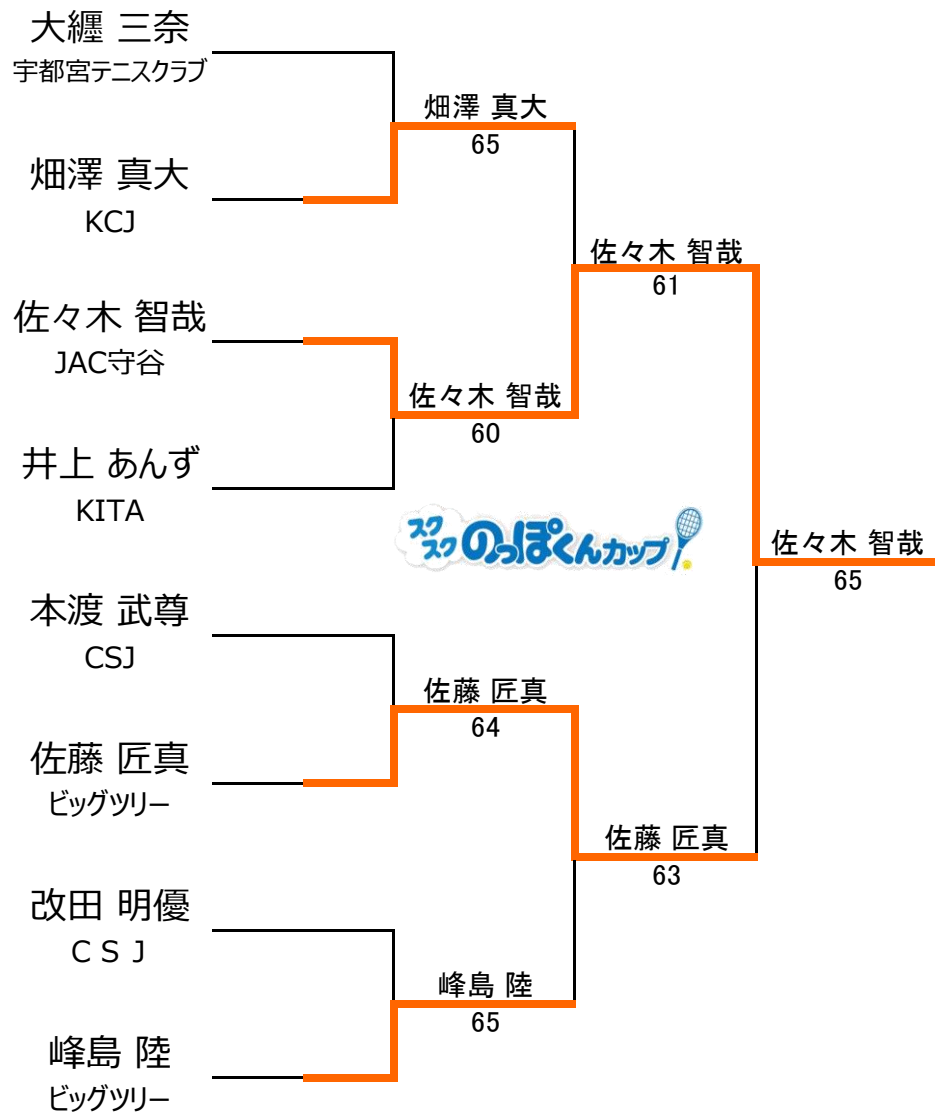 大纒 三奈
宇都宮テニスクラブ
畑澤 真大
65
畑澤 真大
KCJ
佐々木 智哉
61
佐々木 智哉
JAC守谷
佐々木 智哉
60
井上 あんず
KITA
スクスク のっぽくんカップ
佐々木 智哉
65
本渡 武尊
CSJ
佐藤 匠真
64
佐藤 匠真
ビッグツリー
佐藤 匠真
63
改田 明優
C S J
峰島 陸
65
峰島 陸
ビッグツリー